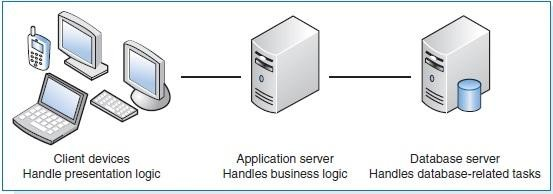 Client devices
Handle presentation logic
Application server
Handles business logic
Database server
Handles database-related tasks